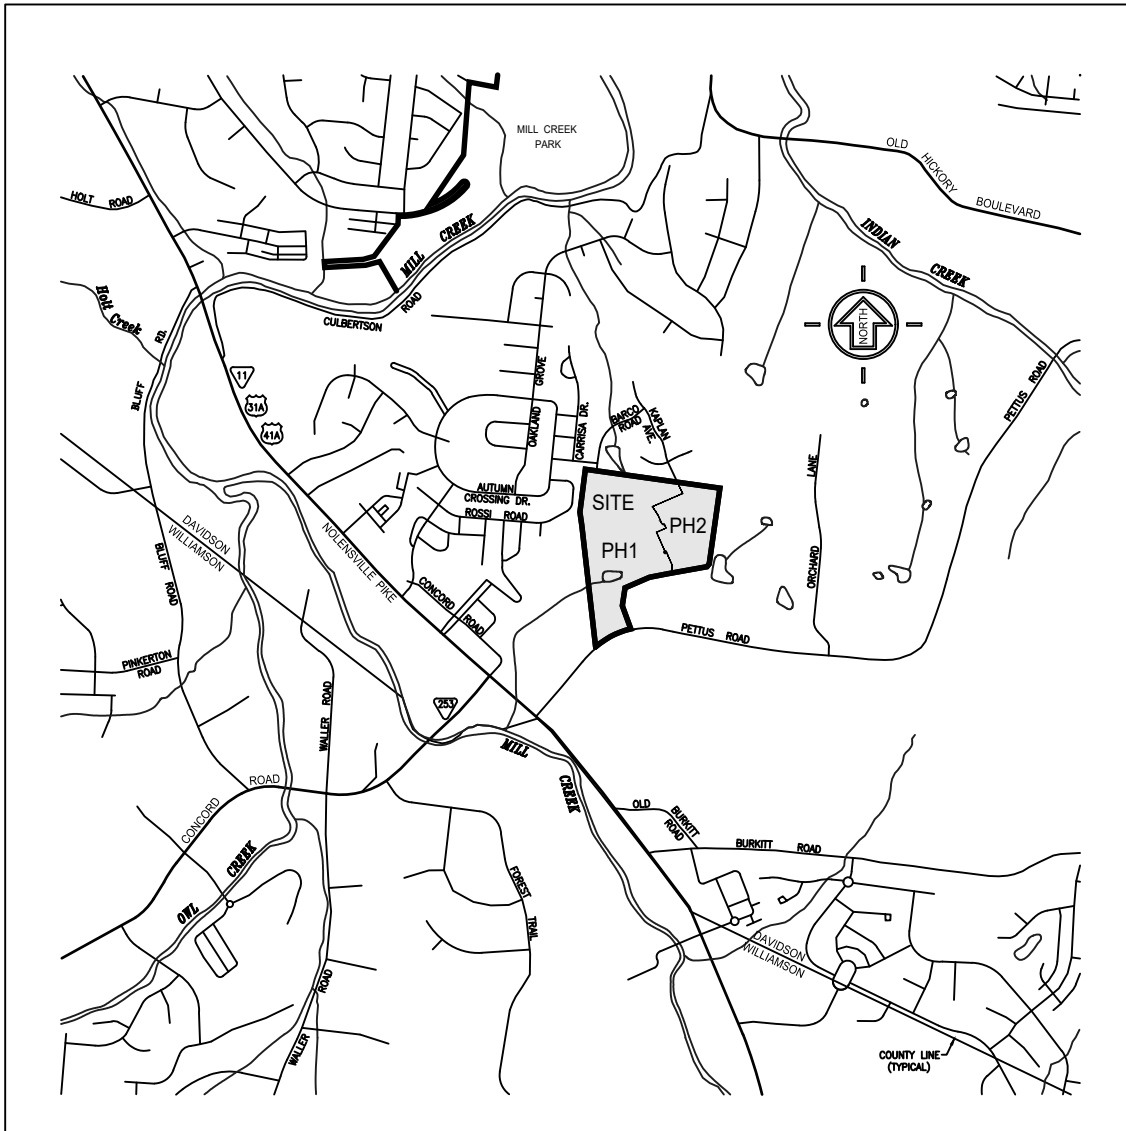 MILL CREEK
PARK
OLD
HICKORY
BOULEVARD
HOLT ROAD
MILL CREEK
INDIAN
CREEK
Holt Creek
CULBERTSON
ROAD
NORTH
BLUFF RD.
11
31A
41A
PETTUS ROAD
OAKLAND GROVE
CARRISA DR.
BARCO
ROAD
KAPLAN
AVE.
AUTUMN
CROSSING DR.
ROSSI ROAD
SITE
PH1
PH2
ORCHARD LANE
DAVIDSON
WILLIAMSON
NOLENSVILLE PIKE
BLUFF ROAD
CONCORD ROAD
PETTUS ROAD
PINKERTON
ROAD
WALLER ROAD
253
MILL
CREEK
CONCORD ROAD
OLD
BURKITT
ROAD
BURKITT ROAD
OWL CREEK
FOREST TRAIL
DAVIDSON
WILLIAMSON
WALLER ROAD
COUNTY LINE
(TYPICAL)